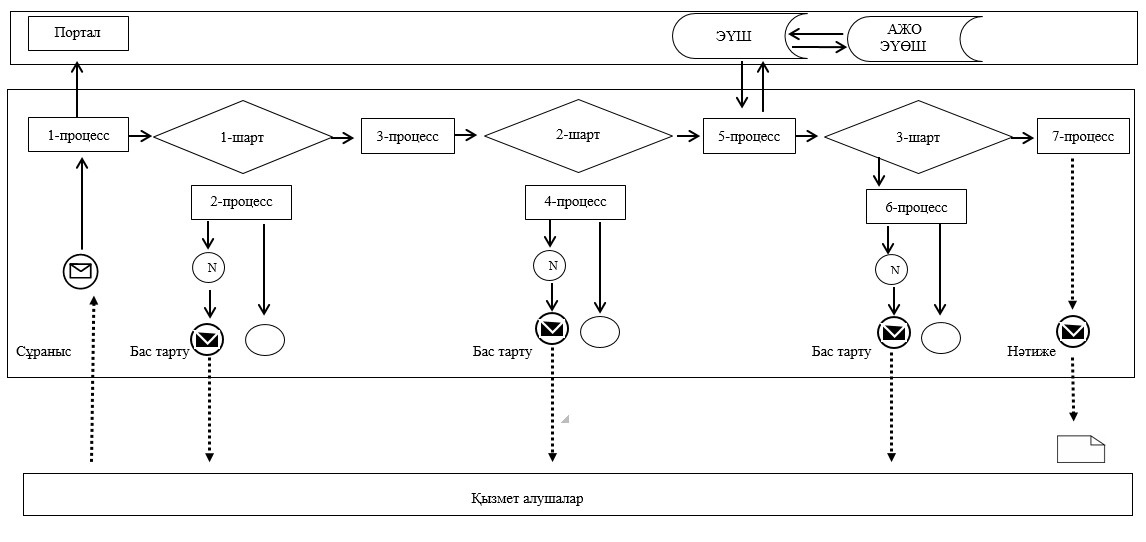 Портал
ЭҮШ
АЖО
ЭҮӨШ
1-процесс
1-шарт
3-процесс
2-шарт
5-процесс
3-шарт
7-процесс
2-процесс
4-процесс
6-процесс
N
N
N
Сұраныс
Бас тарту
Бас тарту
Бас тарту
Нәтиже
Қызмет алушалар